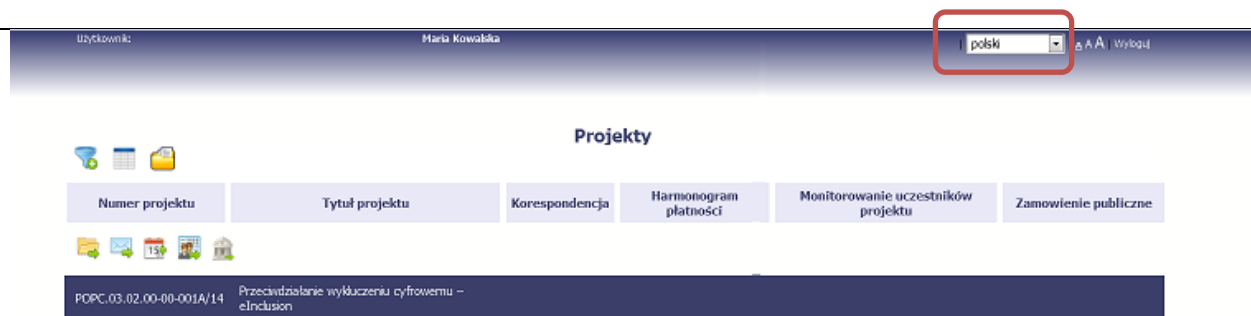 Użytkownik: Maria Kowalska | polski | A A A | Wyloguj
Projekty
Numer projektu Tytuł projektu Korespondencja Harmonogram płatności Monitorowanie uczestników projektu Zamowienie publiczne
15
POPC.03.02.00-00-001A/14 Przeciwdziałanie wykluczeniu cyfrowemu –
eInclusion